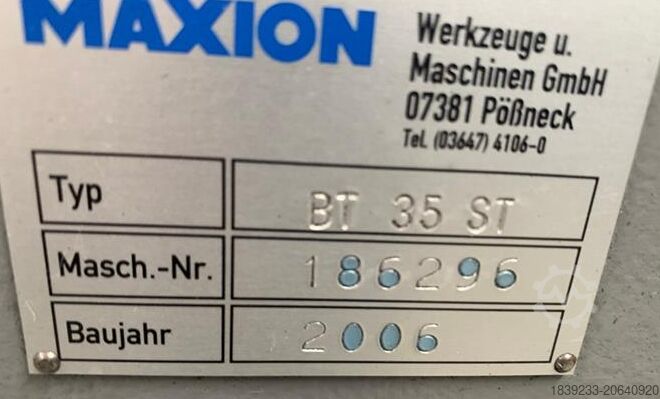 MAXION
Werkzeuge u.
Maschinen GmbH
07381 Pößneck
Tel. (03647) 4106-0
Typ BT 35 ST
Masch.-Nr. 186296
Baujahr 2006
1839233-20640920